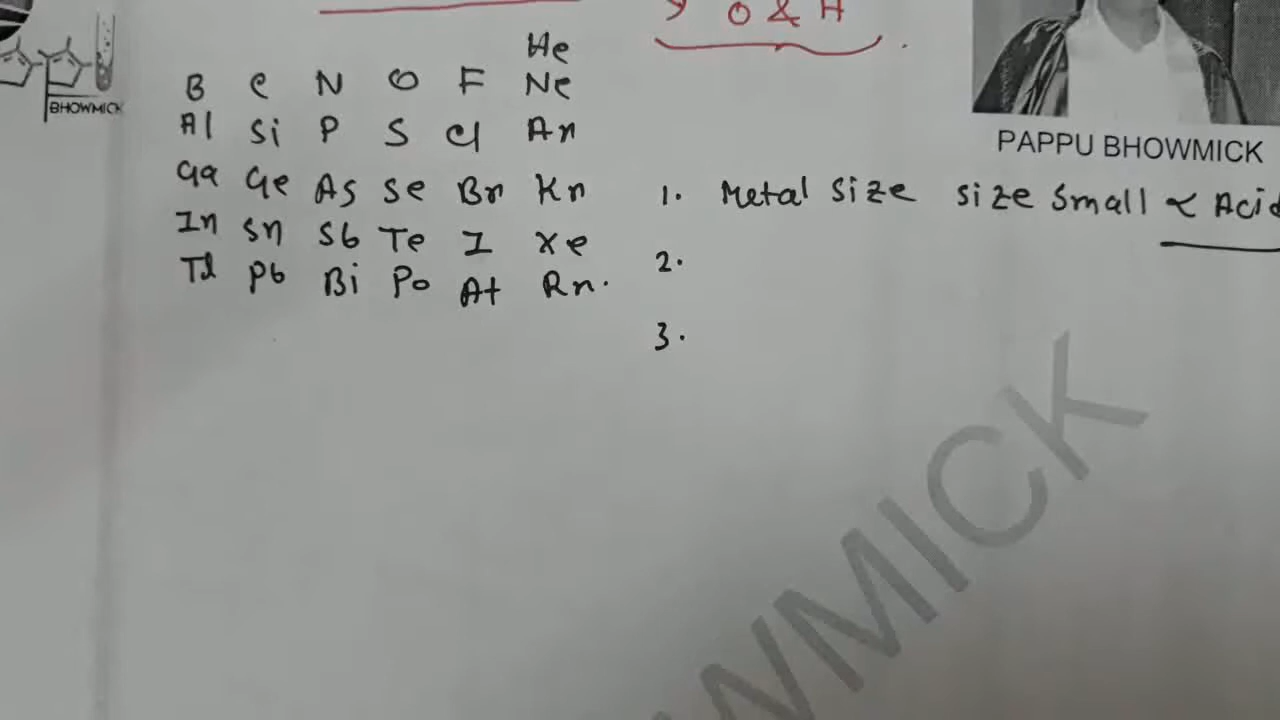 O & H
He
B C N O F Ne
BHOWMICK
Al Si P S Cl Ar
PAPPU BHOWMICK
Ga Ge As Se Br Kr
1. Metal size size small ∝ Acid
In Sn Sb Te I Xe
2.
Tl Pb Bi Po At Rn.
3.
WMICK